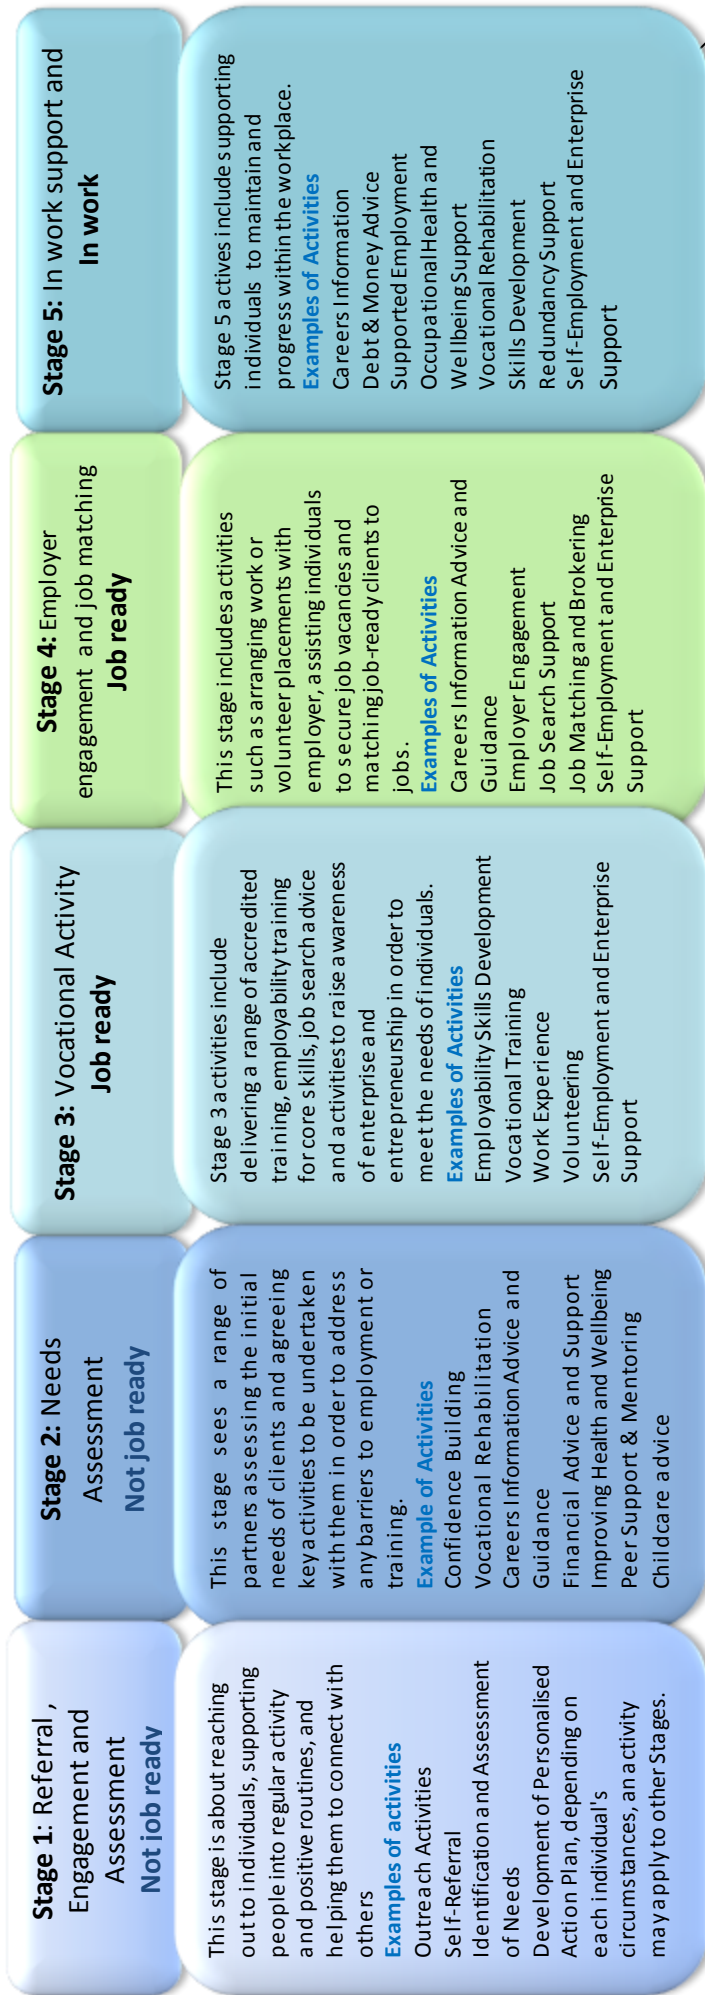 Stage 1: Referral ,
Engagement and
Assessment
Not job ready
This stage is about reaching
out to individuals, supporting
people into regular activity
and positive routines, and
helping them to connect with
others
Examples of activities
Outreach Activities
Self-Referral
Identification and Assessment
of Needs
Development of Personalised
Action Plan, depending on
each individual's
circumstances, an activity
may apply to other Stages.
Stage 2: Needs
Assessment
Not job ready
This stage sees a range of
partners assessing the initial
needs of clients and agreeing
key activities to be undertaken
with them in order to address
any barriers to employment or
training.
Example of Activities
Confidence Building
Vocational Rehabilitation
Careers Information Advice and
Guidance
Financial Advice and Support
Improving Health and Wellbeing
Peer Support & Mentoring
Childcare advice
Stage 3: Vocational Activity
Job ready
Stage 3 activities include
delivering a range of accredited
training, employability training
for core skills, job search advice
and activities to raise awareness
of enterprise and
entrepreneurship in order to
meet the needs of individuals.
Examples of Activities
Employability Skills Development
Vocational Training
Work Experience
Volunteering
Self-Employment and Enterprise
Support
Stage 4: Employer
engagement and job matching
Job ready
This stage includes activities
such as arranging work or
volunteer placements with
employer, assisting individuals
to secure job vacancies and
matching job-ready clients to
jobs.
Examples of Activities
Careers Information Advice and
Guidance
Employer Engagement
Job Search Support
Job Matching and Brokering
Self-Employment and Enterprise
Support
Stage 5: In work support and
In work
Stage 5 actives include supporting
individuals to maintain and
progress within the workplace.
Examples of Activities
Careers Information
Debt & Money Advice
Supported Employment
Occupational Health and
Wellbeing Support
Vocational Rehabilitation
Skills Development
Redundancy Support
Self-Employment and Enterprise
Support